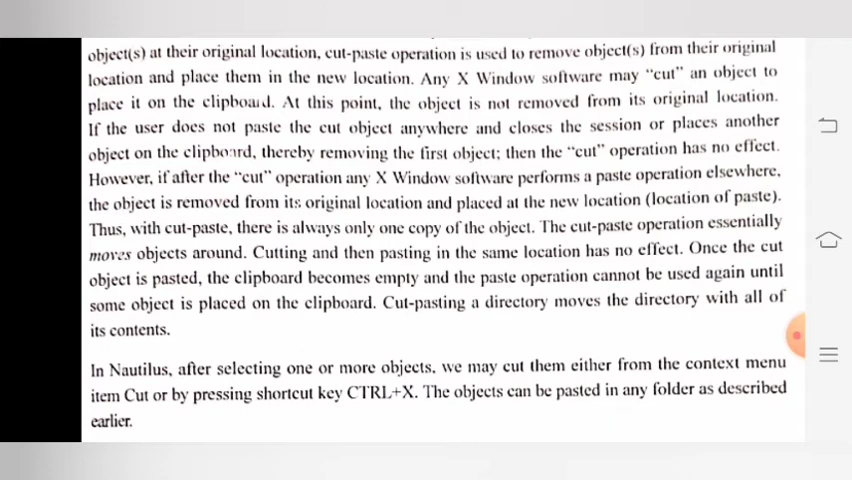 object(s) at their original location, cut-paste operation is used to remove object(s) from their original
location and place them in the new location. Any X Window software may “cut” an object to
place it on the clipboard. At this point, the object is not removed from its original location.
If the user does not paste the cut object anywhere and closes the session or places another
object on the clipboard, thereby removing the first object; then the “cut” operation has no effect.
However, if after the “cut” operation any X Window software performs a paste operation elsewhere,
the object is removed from its original location and placed at the new location (location of paste).
Thus, with cut-paste, there is always only one copy of the object. The cut-paste operation essentially
moves objects around. Cutting and then pasting in the same location has no effect. Once the cut
object is pasted, the clipboard becomes empty and the paste operation cannot be used again until
some object is placed on the clipboard. Cut-pasting a directory moves the directory with all of
its contents.
In Nautilus, after selecting one or more objects, we may cut them either from the context menu
item Cut or by pressing shortcut key CTRL+X. The objects can be pasted in any folder as described
earlier.